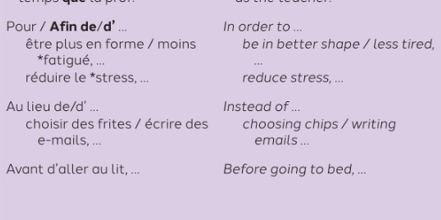 temps que la prof.
as the teacher.
Pour / Afin de/d' ...
être plus en forme / moins
*fatigué, ...
réduire le *stress, ...
In order to ...
be in better shape / less tired,
...
reduce stress, ...
Au lieu de/d' ...
choisir des frites / écrire des
e-mails, ...
Instead of ...
choosing chips / writing
emails ...
Avant d'aller au lit, ...
Before going to bed, ...